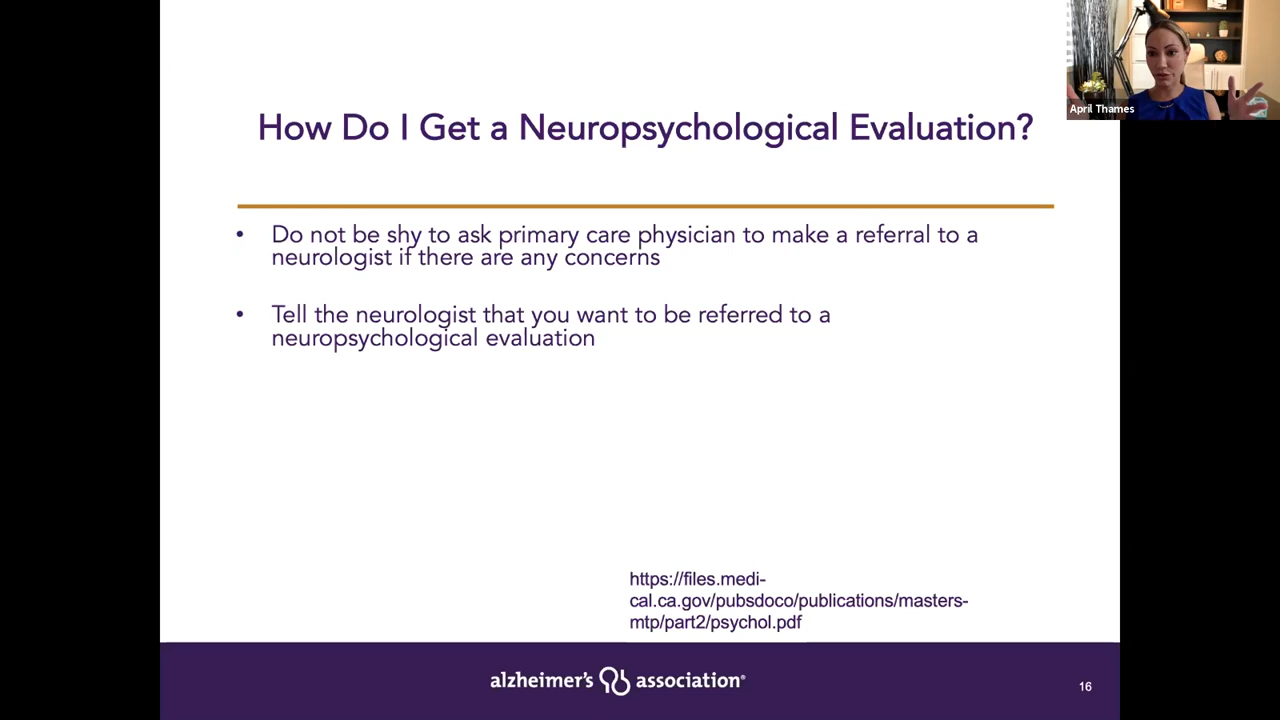 April Thames
How Do I Get a Neuropsychological Evaluation?
• Do not be shy to ask primary care physician to make a referral to a
neurologist if there are any concerns
• Tell the neurologist that you want to be referred to a
neuropsychological evaluation
https://files.medi-
cal.ca.gov/pubsdoco/publications/masters-
mtp/part2/psychol.pdf
alzheimer's association®
16